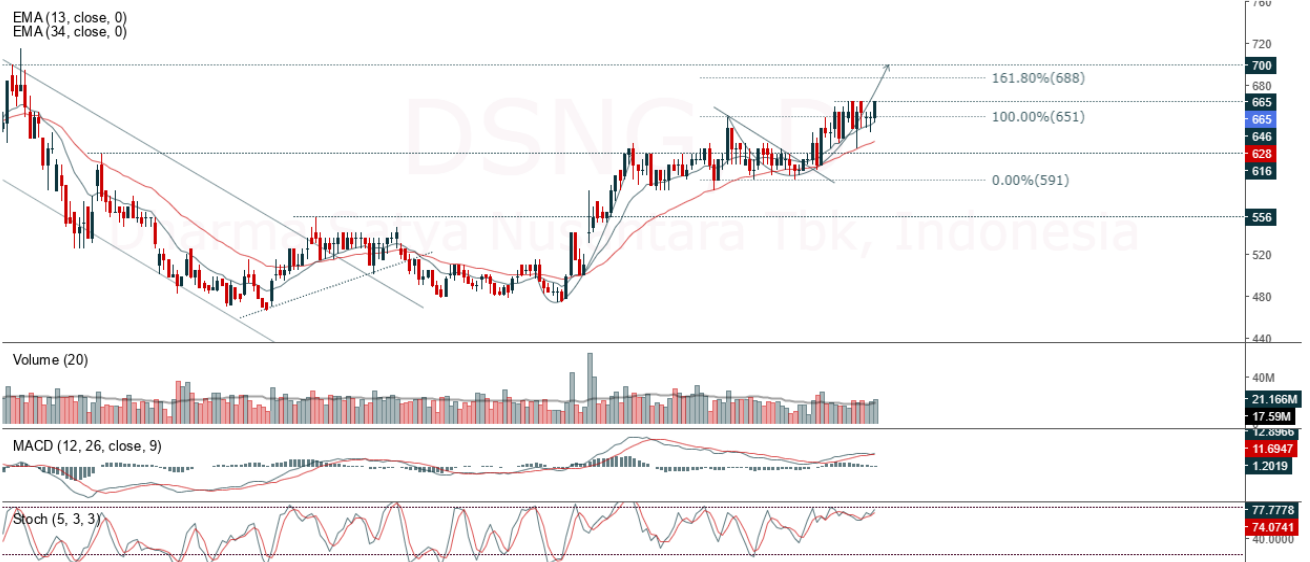 EMA (13, close, 0)
EMA (34, close, 0)
760
720
700
161.80%(688)
680
665
665
100.00%(651)
646
628
616
0.00%(591)
556
520
480
440
Volume (20)
40M
21.166M
17.59M
MACD (12, 26, close, 9)
12.8966
11.6947
1.2019
Stoch (5, 3, 3)
77.7778
74.0741
40.0000
DSNG, D
Dharma Satya Nusantara Tbk, Indonesia